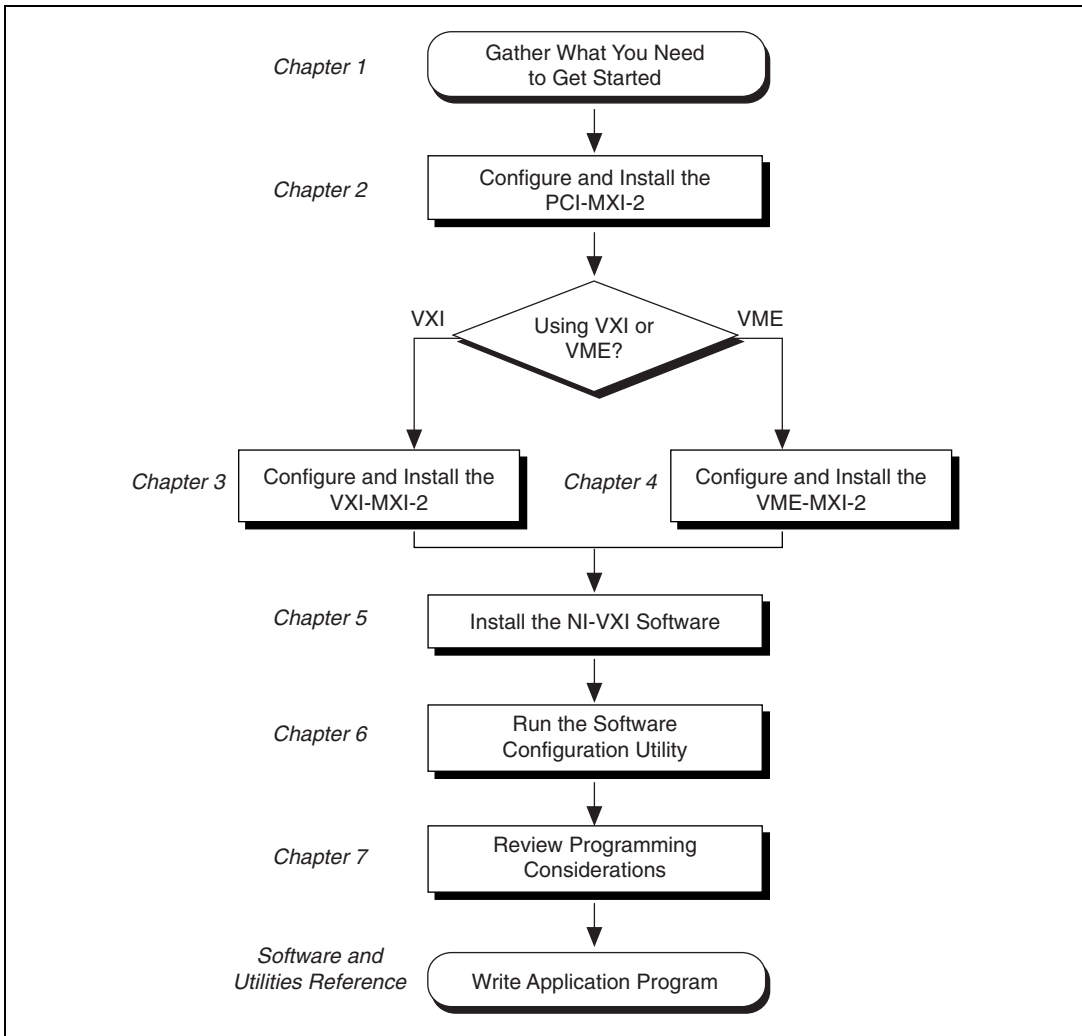 Chapter 1
Gather What You Need
to Get Started
Chapter 2
Configure and Install the
PCI-MXI-2
VXI
Using VXI or
VME?
VME
Chapter 3
Configure and Install the
VXI-MXI-2
Chapter 4
Configure and Install the
VME-MXI-2
Chapter 5
Install the NI-VXI Software
Chapter 6
Run the Software
Configuration Utility
Chapter 7
Review Programming
Considerations
Software and
Utilities Reference
Write Application Program